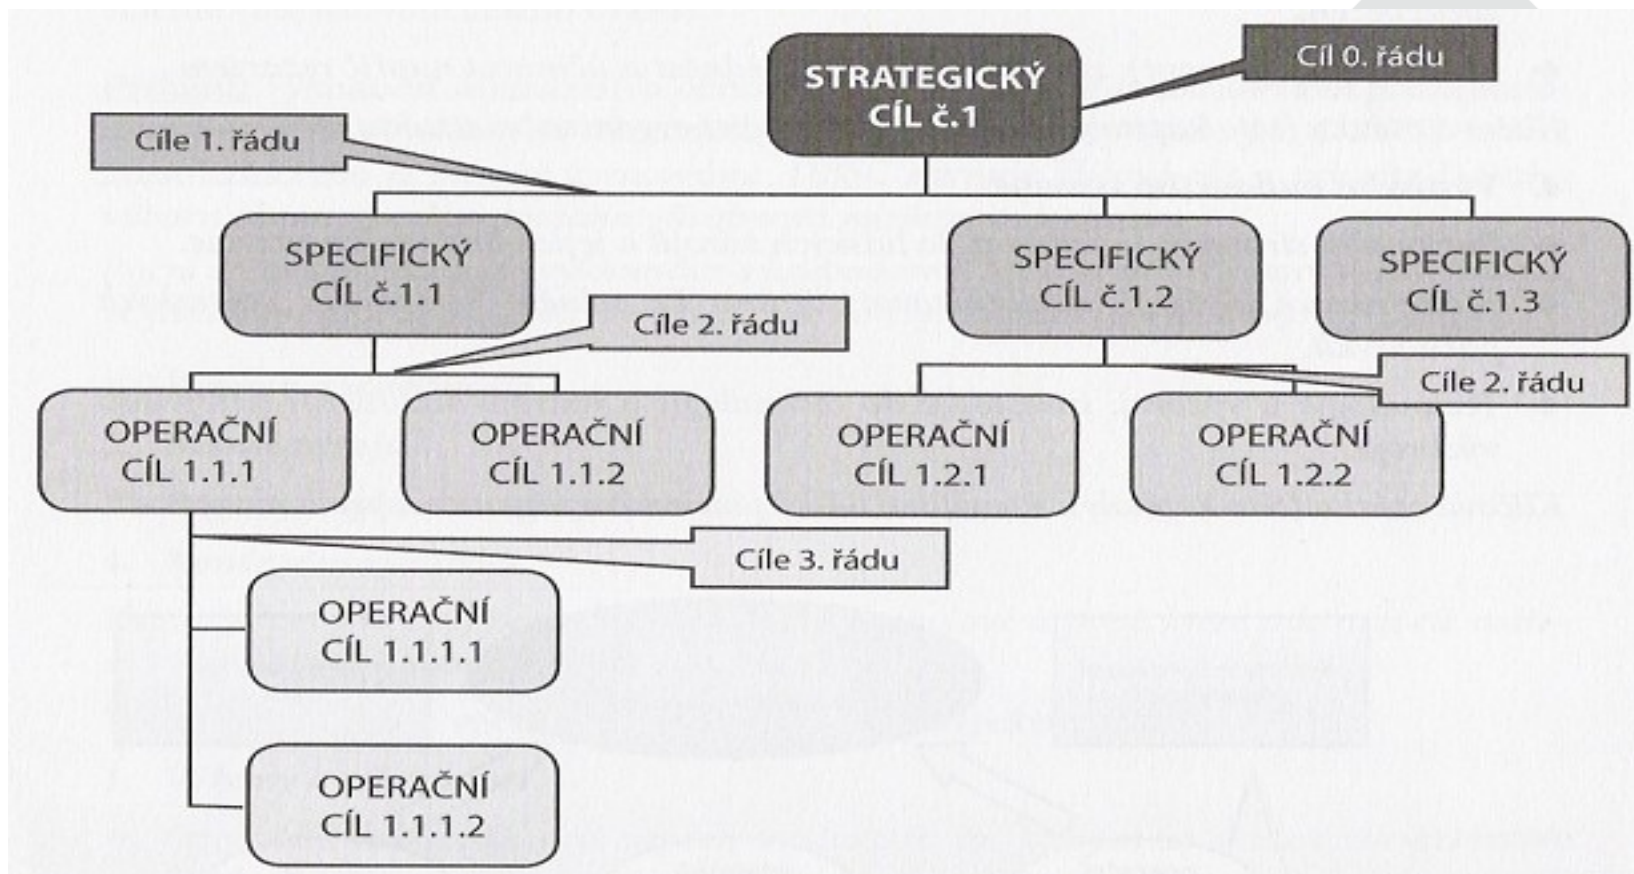 Cíl 0. řádu
STRATEGICKÝ
CÍL č.1
Cíle 1. řádu
SPECIFICKÝ
CÍL č.1.1
SPECIFICKÝ
CÍL č.1.2
SPECIFICKÝ
CÍL č.1.3
Cíle 2. řádu
Cíle 2. řádu
OPERAČNÍ
CÍL 1.1.1
OPERAČNÍ
CÍL 1.1.2
OPERAČNÍ
CÍL 1.2.1
OPERAČNÍ
CÍL 1.2.2
Cíle 3. řádu
OPERAČNÍ
CÍL 1.1.1.1
OPERAČNÍ
CÍL 1.1.1.2